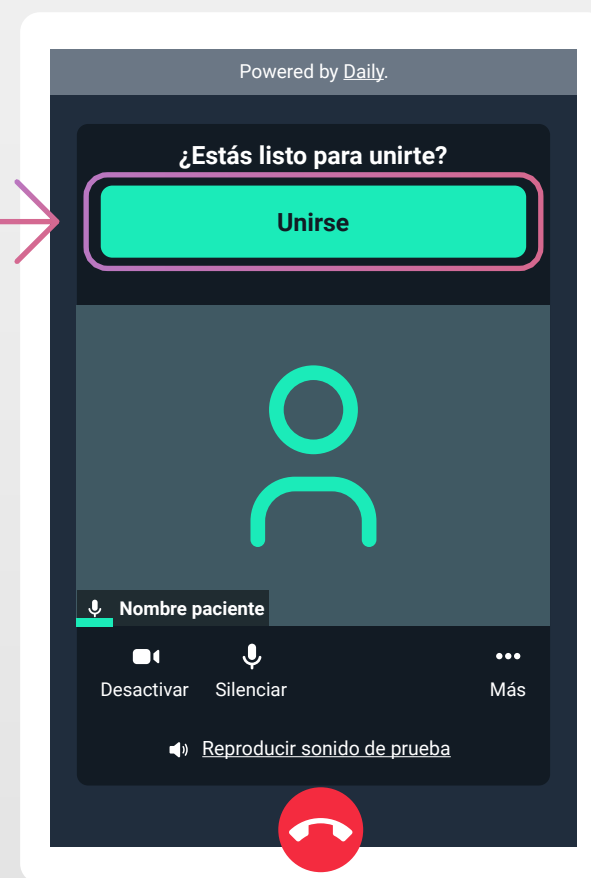 Powered by Daily.
¿Estás listo para unirte?
Unirse
Nombre paciente
Desactivar Silenciar Más
Reproducir sonido de prueba